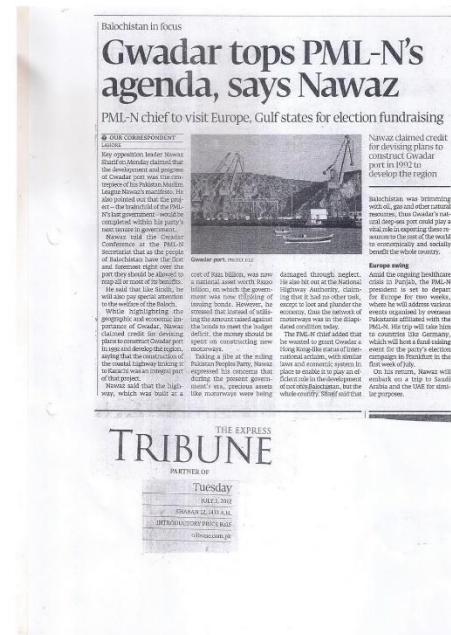 Balochistan in focus
Gwadar tops PML-N's
agenda, says Nawaz
PML-N chief to visit Europe, Gulf states for election fundraising
OUR CORRESPONDENT
LAHORE
Key opposition leader Nawaz
Sharif on Monday claimed that
the development and progress
of Gwadar port was the cen-
trepiece of his Pakistan Muslim
League Nawaz's manifesto. He
also pointed out that the proj-
ect – the brainchild of the PML-
N's last government – would be
completed within his party's
next tenure in government.
Nawaz told the Gwadar
Conference at the PML-N
Secretariat that as the people
of Balochistan have the first
and foremost right over the
port they should be allowed to
reap all or most of its benefits.
He said that like Sindh, he
will also pay special attention
to the welfare of the Baloch.
While highlighting the
geographic and economic im-
portance of Gwadar, Nawaz
claimed credit for devising
plans to construct Gwadar port
in 1992 and develop the region,
saying that the construction of
the coastal highway linking it
to Karachi was an integral part
of that project.
Nawaz said that the high-
way, which was built at a
Gwadar port. PHOTO: FILE
cost of Rs21 billion, was now
a national asset worth Rs220
billion, on which the govern-
ment was now thinking of
issuing bonds. However, he
stressed that instead of utilis-
ing the amount raised against
the bonds to meet the budget
deficit, the money should be
spent on constructing new
motorways.
Taking a jibe at the ruling
Pakistan Peoples Party, Nawaz
expressed his concerns that
during the present govern-
ment's era, precious assets
like motorways were being
damaged through neglect.
He also hit out at the National
Highway Authority, claim-
ing that it had no other task,
except to loot and plunder the
economy, thus the network of
motorways was in the dilapi-
dated condition today.
The PML-N chief added that
he wanted to grant Gwadar a
Hong Kong-like status of inter-
national acclaim, with similar
laws and economic system in
place to enable it to play an ef-
ficient role in the development
of not only Balochistan, but the
whole country. Sharif said that
Nawaz claimed credit
for devising plans to
construct Gwadar
port in 1992 to
develop the region
Balochistan was brimming
with oil, gas and other natural
resources, thus Gwadar's nat-
ural deep-sea port could play a
vital role in exporting these re-
sources to the rest of the world
to economically and socially
benefit the whole country.
Europe swing
Amid the ongoing healthcare
crisis in Punjab, the PML-N
president is set to depart
for Europe for two weeks,
where he will address various
events organised by overseas
Pakistanis affiliated with the
PML-N. His trip will take him
to countries like Germany,
which will host a fund raising
event for the party's election
campaign in Frankfurt in the
first week of July.
On his return, Nawaz will
embark on a trip to Saudi
Arabia and the UAE for simi-
lar purposes.
THE EXPRESS
TRIBUNE
PARTNER OF
Tuesday
JULY 3, 2012
SHABAN 12, 1433 A.H.
INTRODUCTORY PRICE Rs15
tribune.com.pk